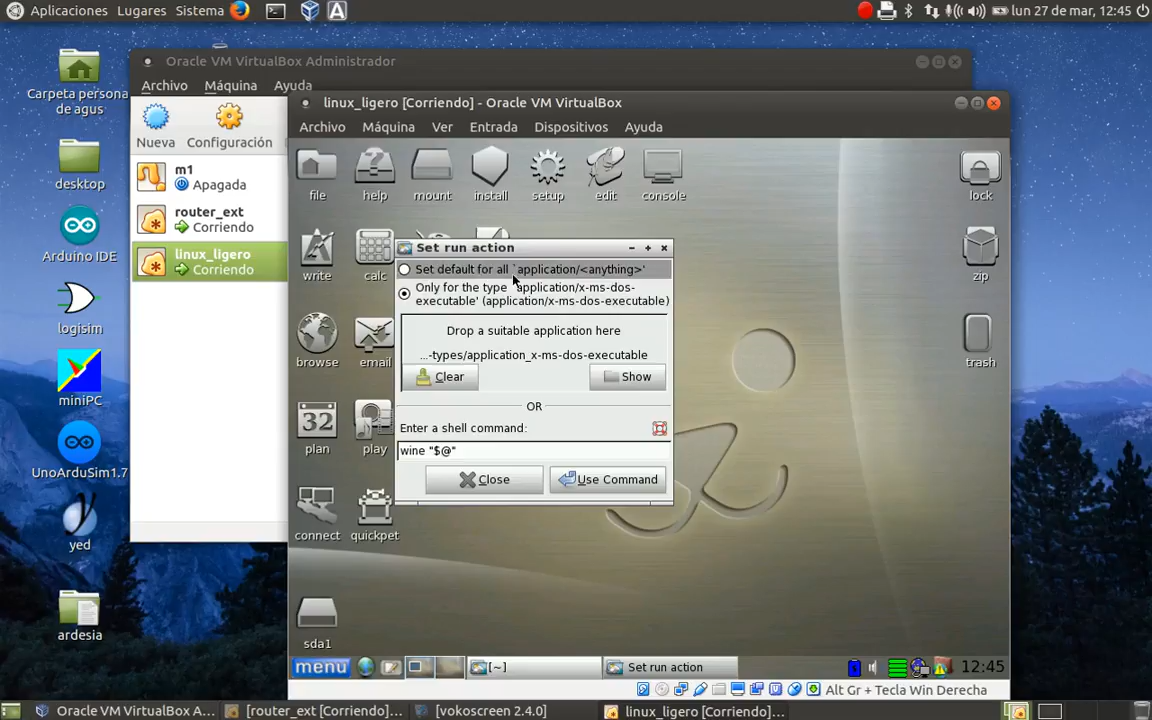 Aplicaciones Lugares Sistema
lun 27 de mar, 12:45
Carpeta persona
de agus
desktop
Arduino IDE
logisim
miniPC
UnoArduSim1.7
yed
ardesia
Oracle VM VirtualBox Administrador
Archivo Máquina Ayuda
Nueva Configuración
m1
Apagada
router_ext
Corriendo
linux_ligero
Corriendo
linux_ligero [Corriendo] - Oracle VM VirtualBox
Archivo Máquina Ver Entrada Dispositivos Ayuda
file help mount install setup edit console lock
write calc zip
browse email trash
plan play
connect quickpet
sda1
Set run action
Set default for all `application/<anything>'
Only for the type `application/x-ms-dos-
executable' (application/x-ms-dos-executable)
Drop a suitable application here
...-types/application_x-ms-dos-executable
Clear Show
OR
Enter a shell command:
wine "$@"
Close Use Command
menu [~] Set run action 12:45
Alt Gr + Tecla Win Derecha
Oracle VM VirtualBox A... [router_ext [Corriendo]... [vokoscreen 2.4.0] linux_ligero [Corriendo]...